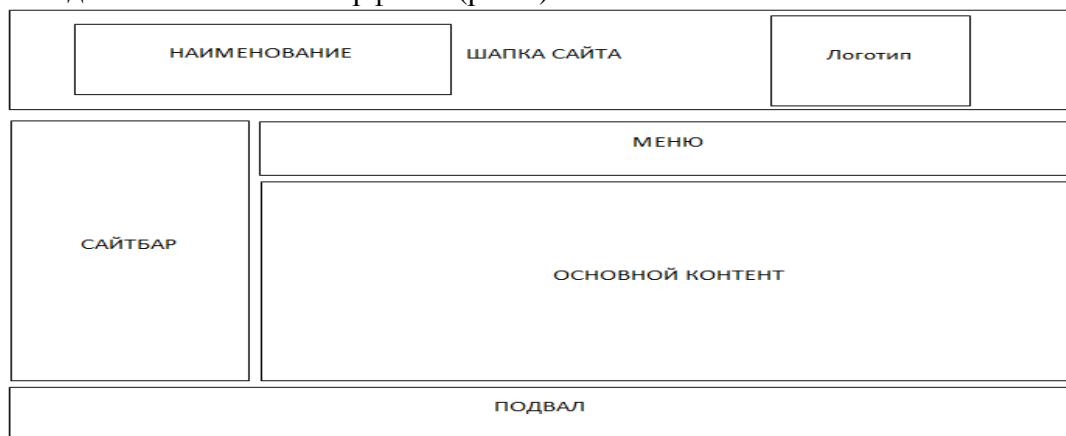 НАИМЕНОВАНИЕ ШАПКА САЙТА Логотип
МЕНЮ
САЙТБАР
ОСНОВНОЙ КОНТЕНТ
ПОДВАЛ